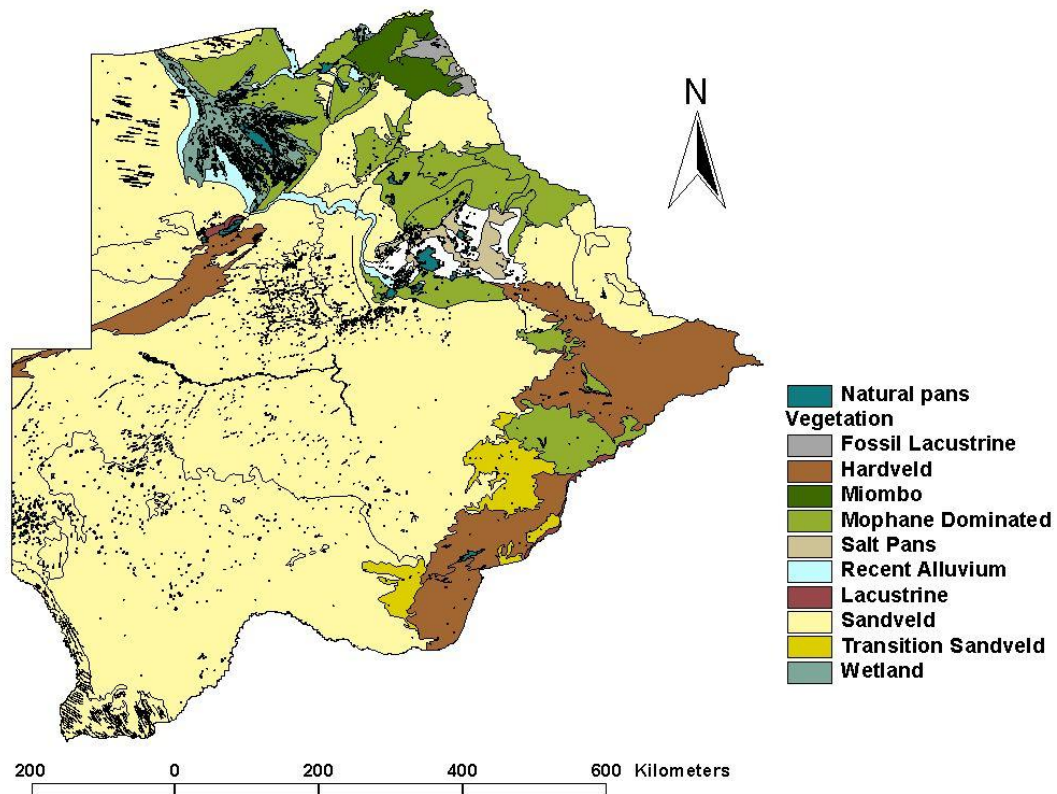 N
Natural pans
Vegetation
Fossil Lacustrine
Hardveld
Miombo
Mophane Dominated
Salt Pans
Recent Alluvium
Lacustrine
Sandveld
Transition Sandveld
Wetland
200 0 200 400 600 Kilometers